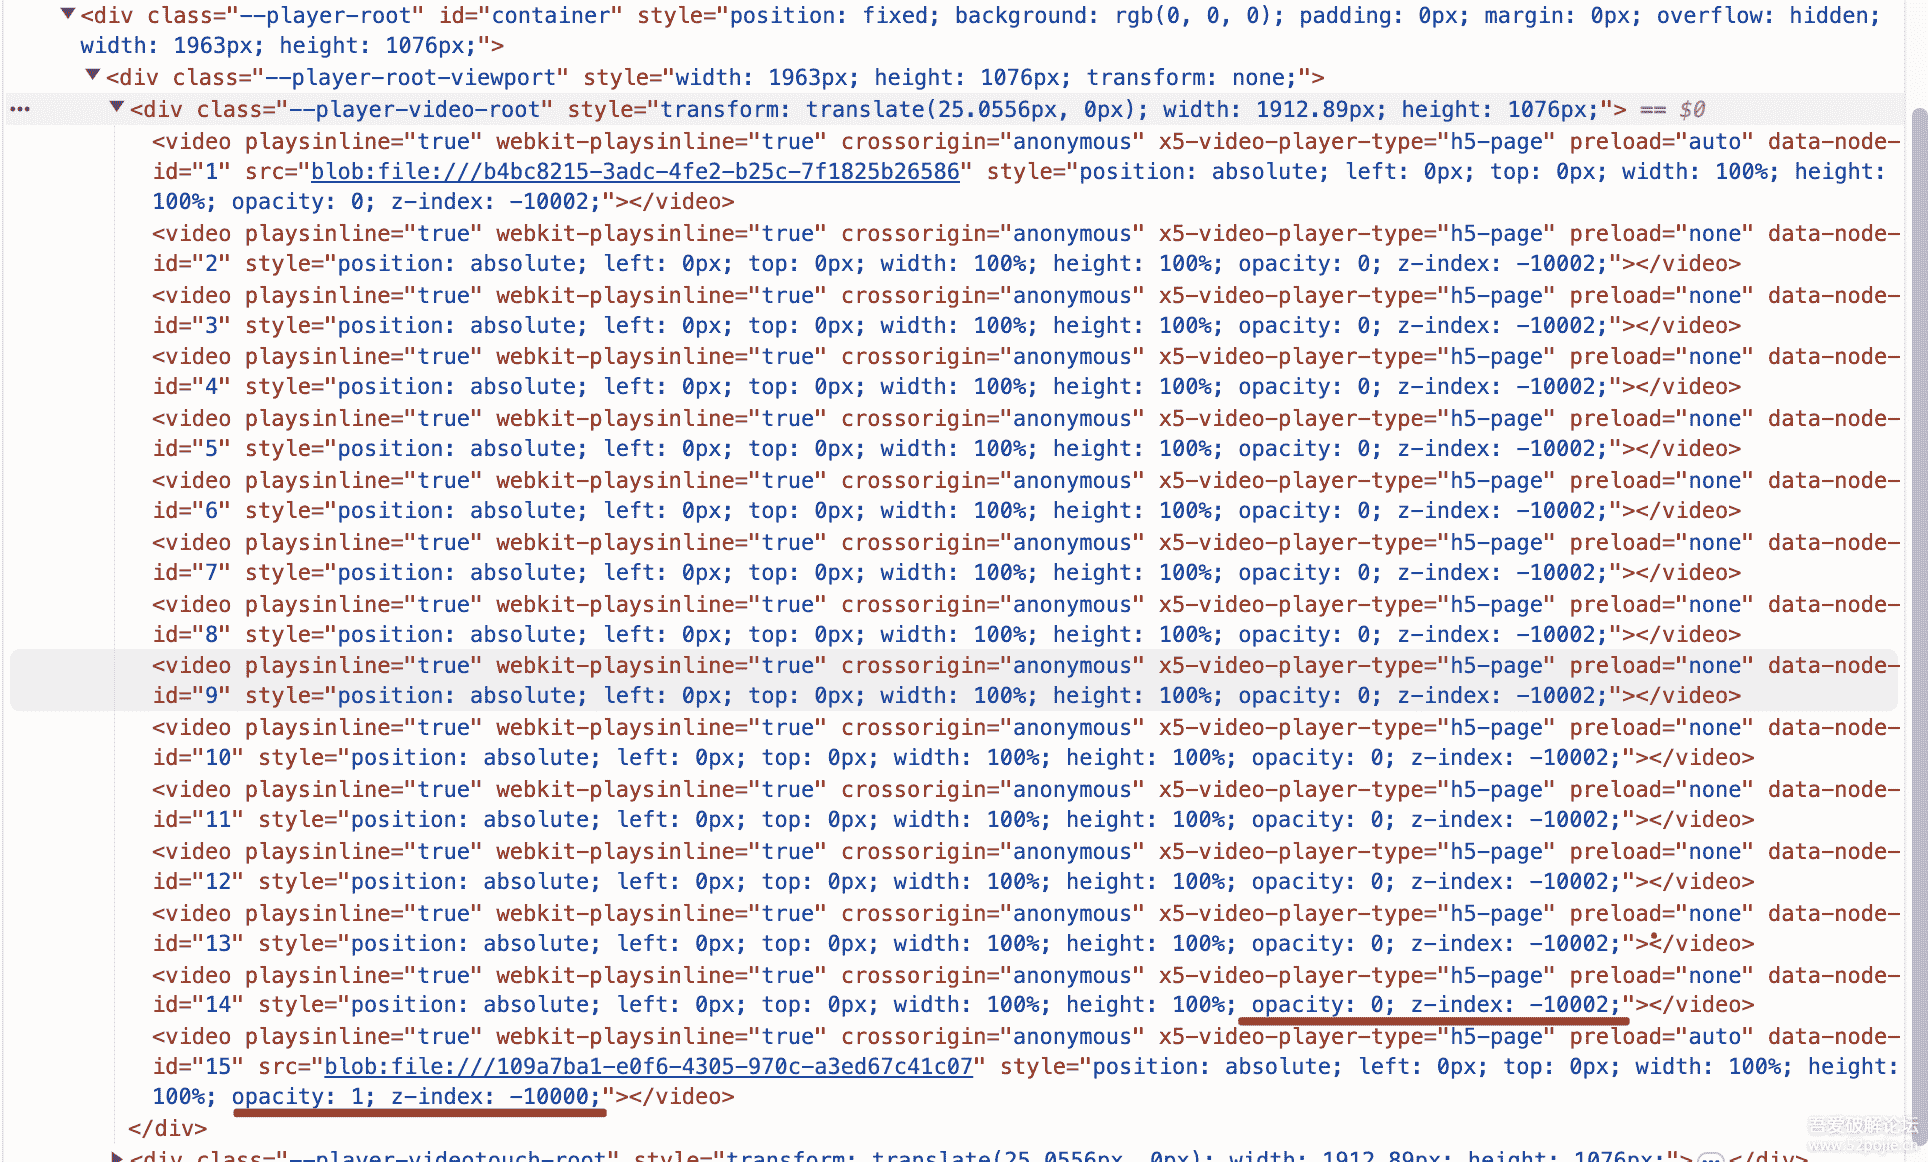 ▼<div class="--player-root" id="container" style="position: fixed; background: rgb(0, 0, 0); padding: 0px; margin: 0px; overflow: hidden;
width: 1963px; height: 1076px;">
▼<div class="--player-root-viewport" style="width: 1963px; height: 1076px; transform: none;">
••• ▼<div class="--player-video-root" style="transform: translate(25.0556px, 0px); width: 1912.89px; height: 1076px;"> == $0
<video playsinline="true" webkit-playsinline="true" crossorigin="anonymous" x5-video-player-type="h5-page" preload="auto" data-node-
id="1" src="blob:file:///b4bc8215-3adc-4fe2-b25c-7f1825b26586" style="position: absolute; left: 0px; top: 0px; width: 100%; height:
100%; opacity: 0; z-index: -10002;"></video>
<video playsinline="true" webkit-playsinline="true" crossorigin="anonymous" x5-video-player-type="h5-page" preload="none" data-node-
id="2" style="position: absolute; left: 0px; top: 0px; width: 100%; height: 100%; opacity: 0; z-index: -10002;"></video>
<video playsinline="true" webkit-playsinline="true" crossorigin="anonymous" x5-video-player-type="h5-page" preload="none" data-node-
id="3" style="position: absolute; left: 0px; top: 0px; width: 100%; height: 100%; opacity: 0; z-index: -10002;"></video>
<video playsinline="true" webkit-playsinline="true" crossorigin="anonymous" x5-video-player-type="h5-page" preload="none" data-node-
id="4" style="position: absolute; left: 0px; top: 0px; width: 100%; height: 100%; opacity: 0; z-index: -10002;"></video>
<video playsinline="true" webkit-playsinline="true" crossorigin="anonymous" x5-video-player-type="h5-page" preload="none" data-node-
id="5" style="position: absolute; left: 0px; top: 0px; width: 100%; height: 100%; opacity: 0; z-index: -10002;"></video>
<video playsinline="true" webkit-playsinline="true" crossorigin="anonymous" x5-video-player-type="h5-page" preload="none" data-node-
id="6" style="position: absolute; left: 0px; top: 0px; width: 100%; height: 100%; opacity: 0; z-index: -10002;"></video>
<video playsinline="true" webkit-playsinline="true" crossorigin="anonymous" x5-video-player-type="h5-page" preload="none" data-node-
id="7" style="position: absolute; left: 0px; top: 0px; width: 100%; height: 100%; opacity: 0; z-index: -10002;"></video>
<video playsinline="true" webkit-playsinline="true" crossorigin="anonymous" x5-video-player-type="h5-page" preload="none" data-node-
id="8" style="position: absolute; left: 0px; top: 0px; width: 100%; height: 100%; opacity: 0; z-index: -10002;"></video>
<video playsinline="true" webkit-playsinline="true" crossorigin="anonymous" x5-video-player-type="h5-page" preload="none" data-node-
id="9" style="position: absolute; left: 0px; top: 0px; width: 100%; height: 100%; opacity: 0; z-index: -10002;"></video>
<video playsinline="true" webkit-playsinline="true" crossorigin="anonymous" x5-video-player-type="h5-page" preload="none" data-node-
id="10" style="position: absolute; left: 0px; top: 0px; width: 100%; height: 100%; opacity: 0; z-index: -10002;"></video>
<video playsinline="true" webkit-playsinline="true" crossorigin="anonymous" x5-video-player-type="h5-page" preload="none" data-node-
id="11" style="position: absolute; left: 0px; top: 0px; width: 100%; height: 100%; opacity: 0; z-index: -10002;"></video>
<video playsinline="true" webkit-playsinline="true" crossorigin="anonymous" x5-video-player-type="h5-page" preload="none" data-node-
id="12" style="position: absolute; left: 0px; top: 0px; width: 100%; height: 100%; opacity: 0; z-index: -10002;"></video>
<video playsinline="true" webkit-playsinline="true" crossorigin="anonymous" x5-video-player-type="h5-page" preload="none" data-node-
id="13" style="position: absolute; left: 0px; top: 0px; width: 100%; height: 100%; opacity: 0; z-index: -10002;"></video>
<video playsinline="true" webkit-playsinline="true" crossorigin="anonymous" x5-video-player-type="h5-page" preload="none" data-node-
id="14" style="position: absolute; left: 0px; top: 0px; width: 100%; height: 100%; opacity: 0; z-index: -10002;"></video>
<video playsinline="true" webkit-playsinline="true" crossorigin="anonymous" x5-video-player-type="h5-page" preload="auto" data-node-
id="15" src="blob:file:///109a7ba1-e0f6-4305-970c-a3ed67c41c07" style="position: absolute; left: 0px; top: 0px; width: 100%; height:
100%; opacity: 1; z-index: -10000;"></video>
</div>
▶<div class="--player-videotouch-root" style="transform: translate(25.0556px, 0px); width: 1912.89px; height: 1076px;">…</div>
吾爱破解论坛
www.52pojie.cn